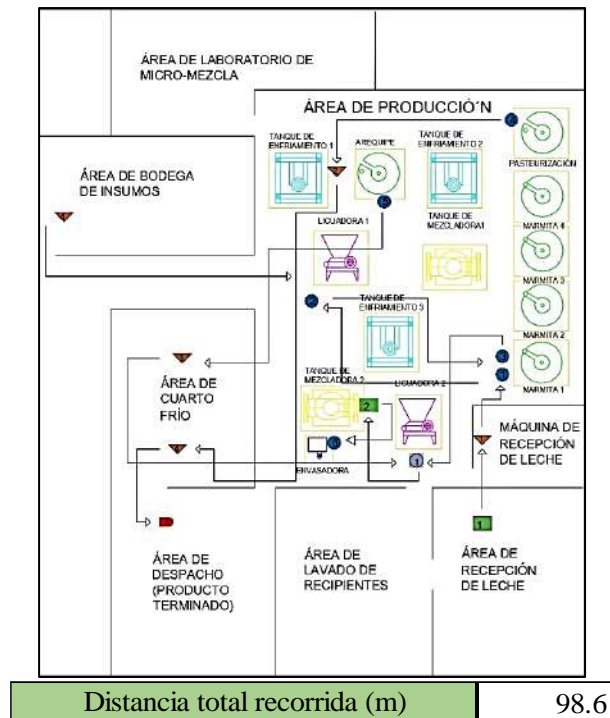 ÁREA DE LABORATORIO DE
MICRO-MEZCLA
ÁREA DE PRODUCCIÓ´N
TANQUE DE
ENFRIAMIENTO 1
AREQUIPE
TANQUE DE
ENFRIAMIENTO 2
PASTEURIZACIÓN
ÁREA DE BODEGA
DE INSUMOS
LICUADORA 1
TANQUE DE
MEZCLADORA1
MARMITA 4
MARMITA 3
TANQUE DE
ENFRIAMIENTO 3
MARMITA 2
ÁREA DE
CUARTO
FRÍO
TANQUE DE
MEZCLADORA 2
LICUADORA 2
MARMITA 1
2
MÁQUINA DE
RECEPCIÓN
DE LECHE
1
ENVASADORA
1
ÁREA DE
DESPACHO
(PRODUCTO
TERMINADO)
ÁREA DE
LAVADO DE
RECIPIENTES
ÁREA DE
RECEPCIÓN
DE LECHE
Distancia total recorrida (m) 98.6